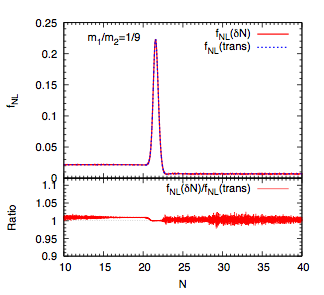 0.25
m1/m2=1/9
fNL(δN)
0.2
fNL(trans)
0.15
fNL
0.1
0.05
0
1.1
fNL(δN)/fNL(trans)
1.05
Ratio
1
0.95
0.9
10 15 20 25 30 35 40
N